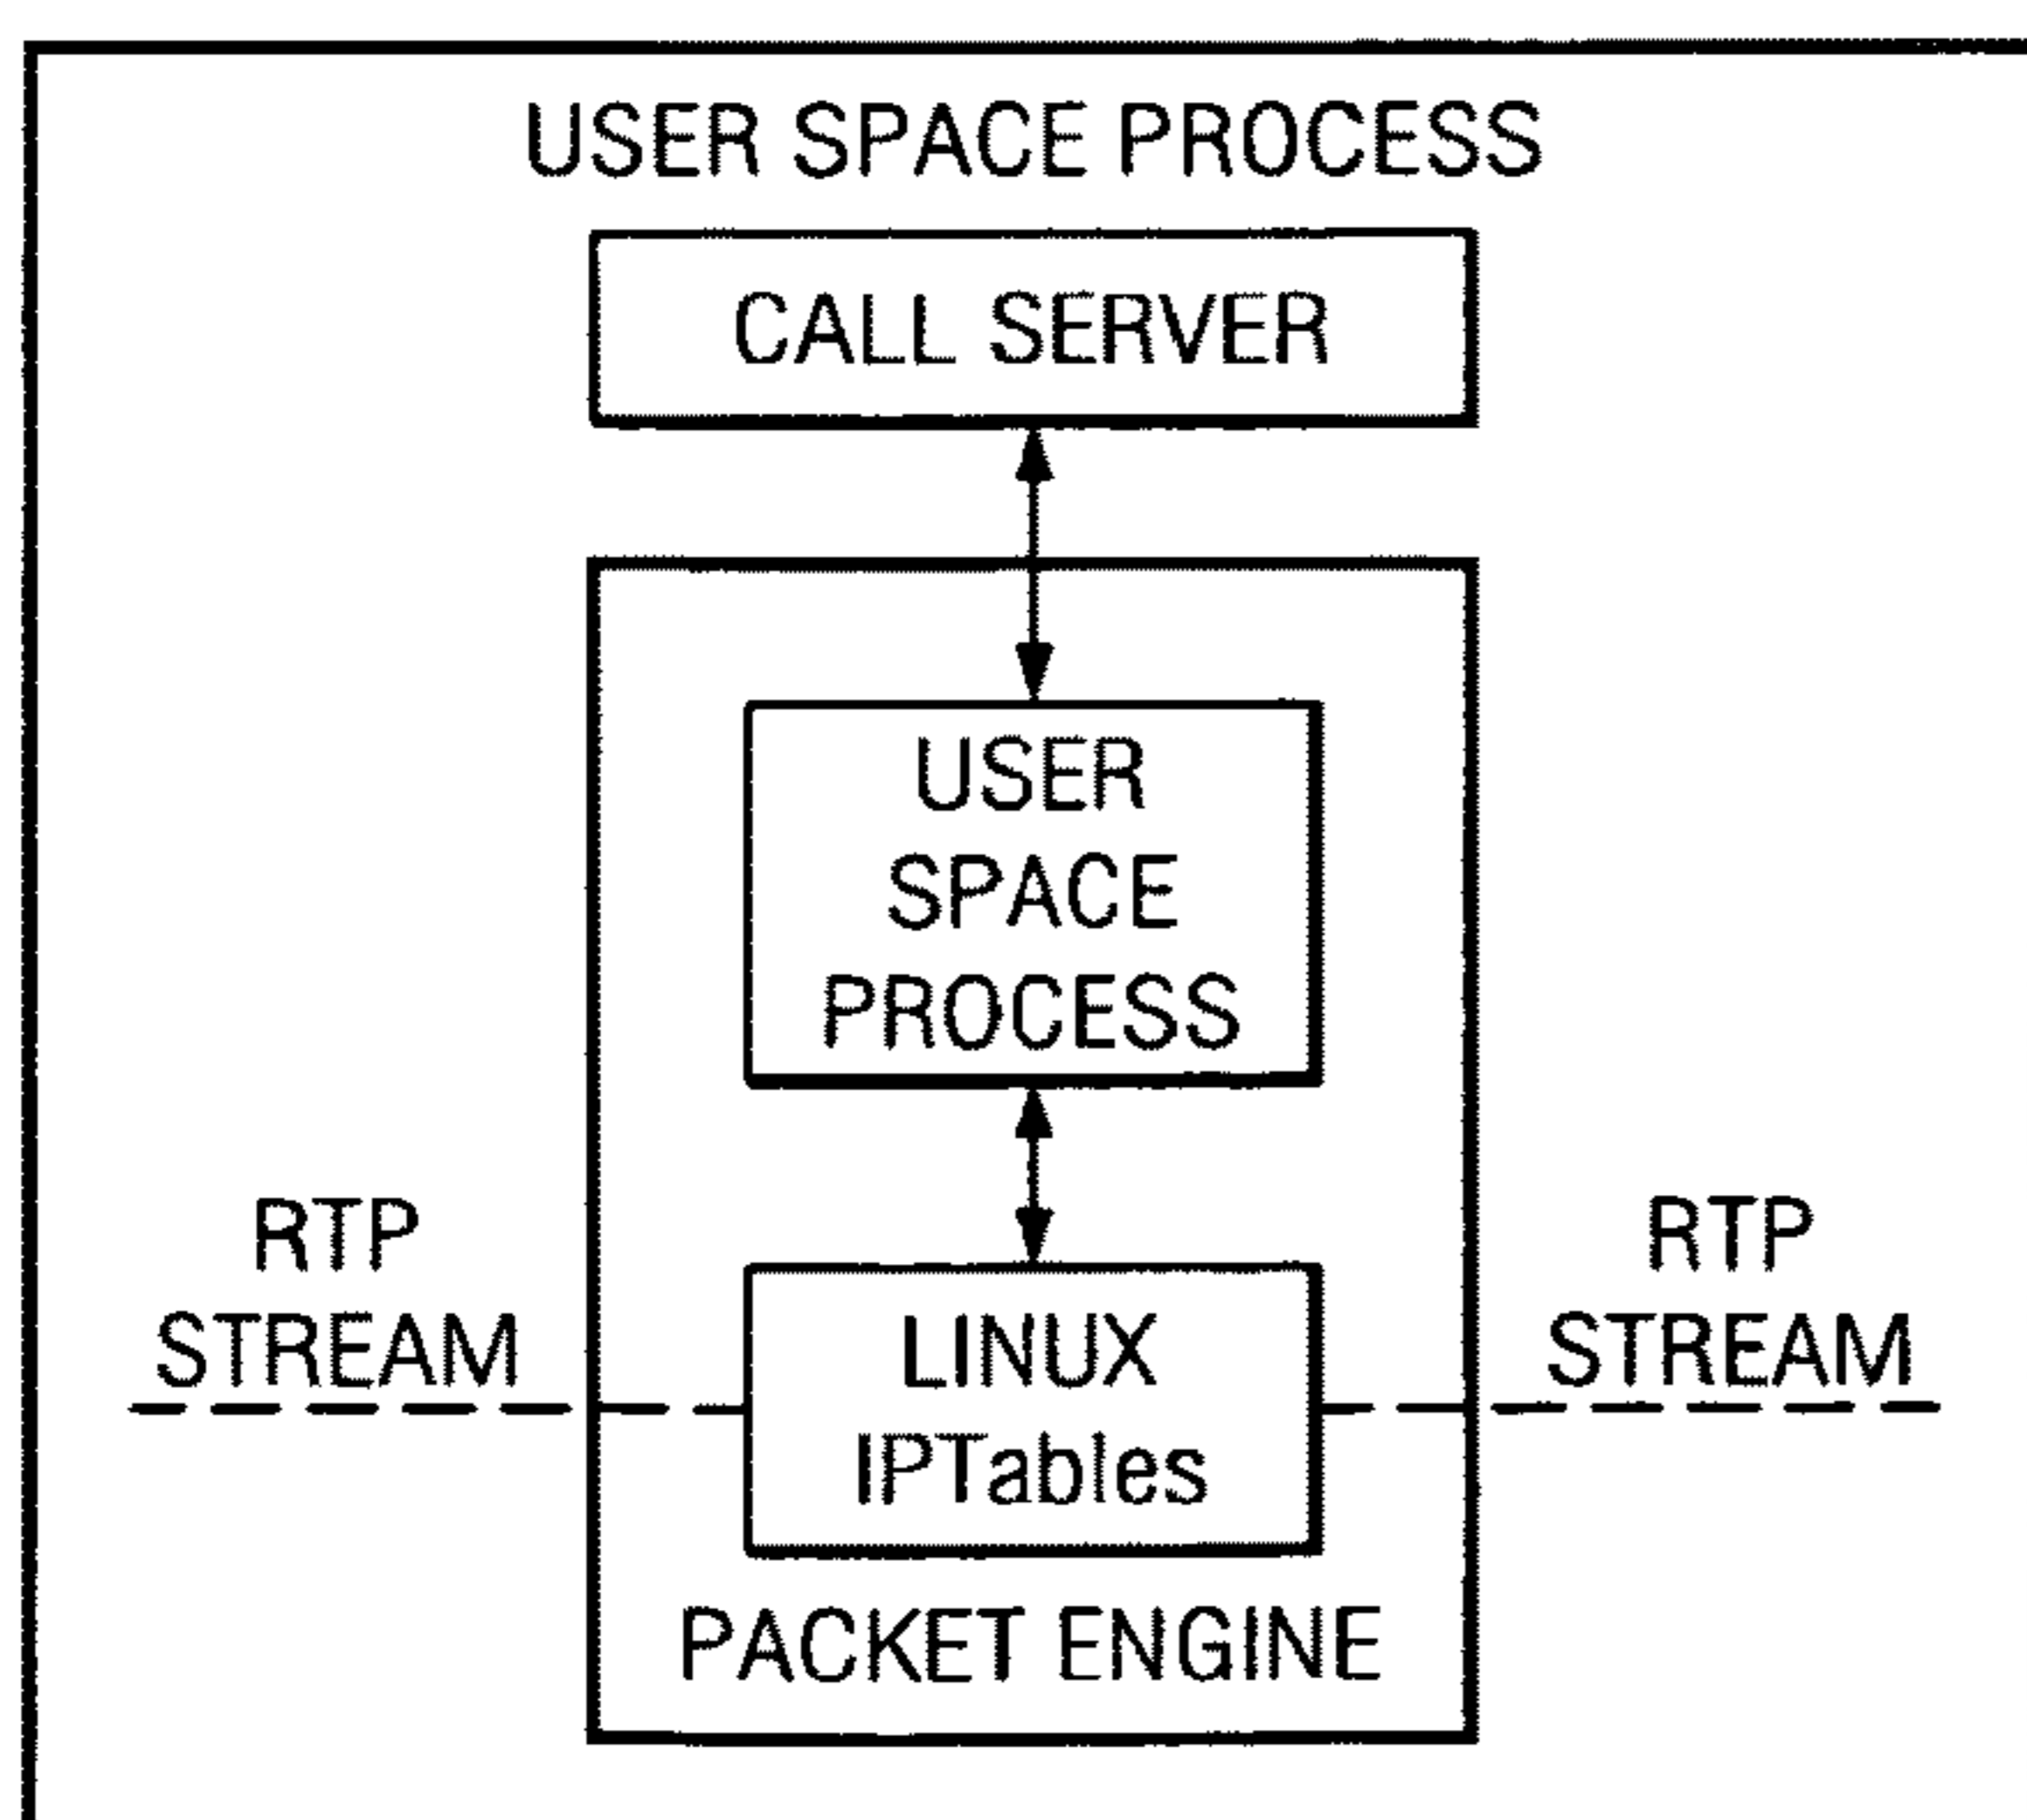 USER SPACE PROCESS
CALL SERVER
USER
SPACE
PROCESS
RTP
STREAM
RTP
STREAM
LINUX
IPTables
PACKET ENGINE